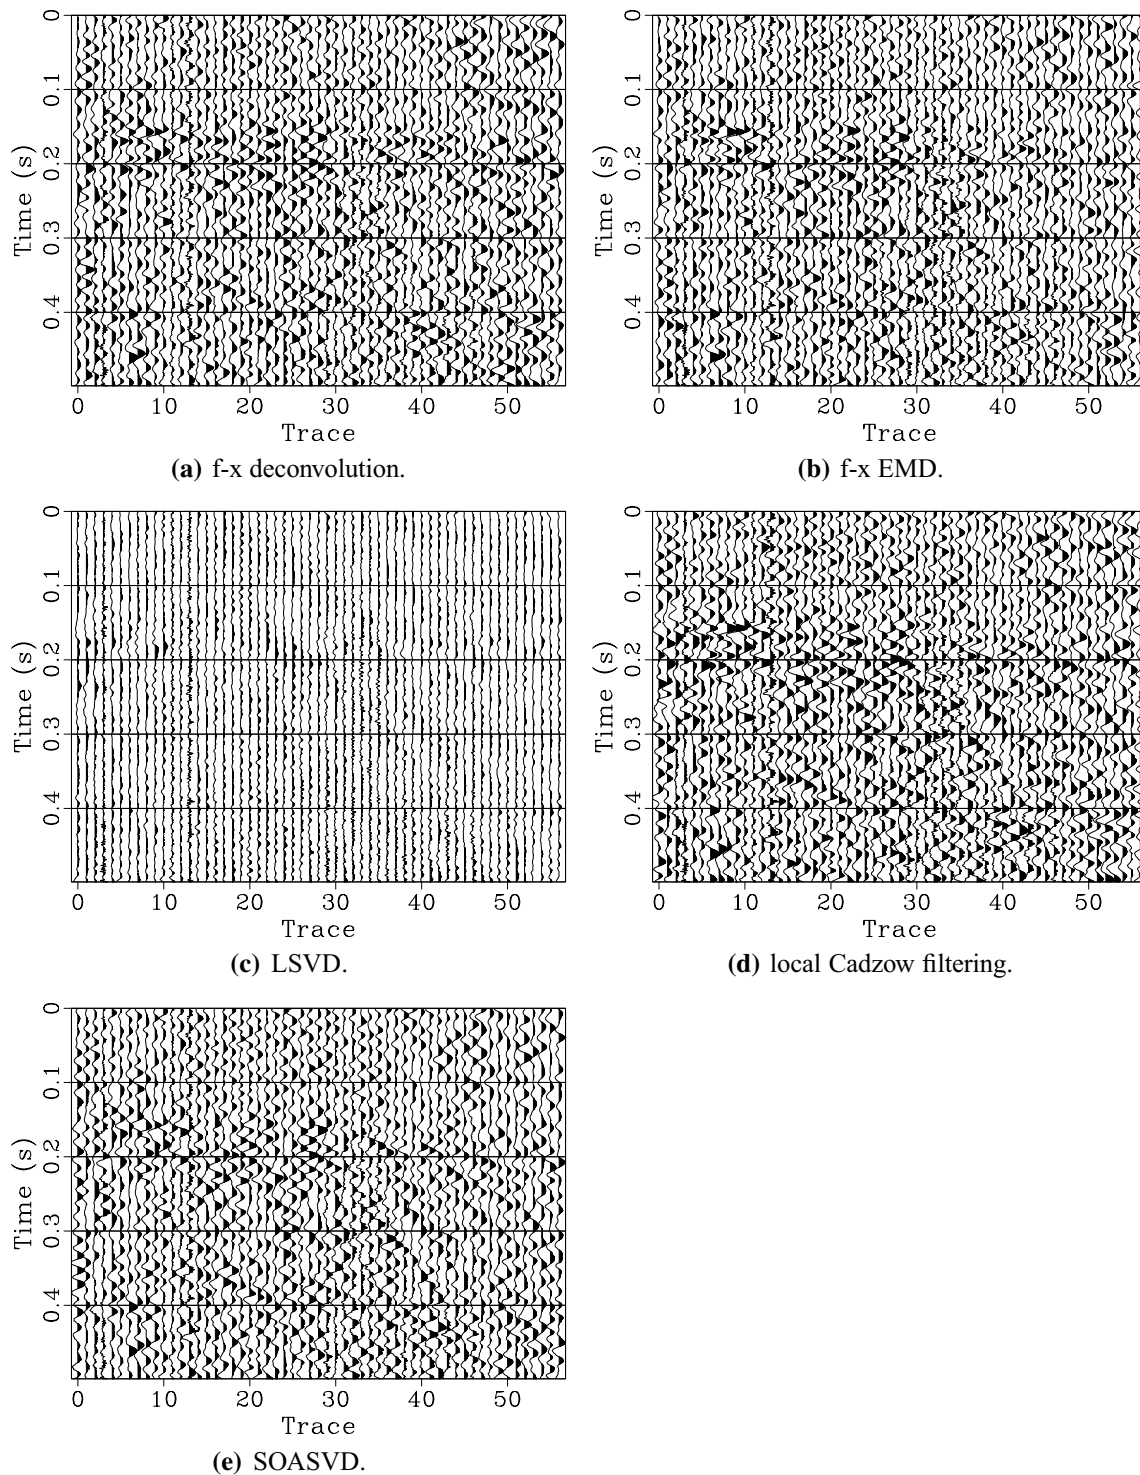 0
0.1
0.2
0.3
0.4
Time (s)
0 10 20 30 40 50
Trace
(a) f-x deconvolution.
0
0.1
0.2
0.3
0.4
Time (s)
0 10 20 30 40 50
Trace
(b) f-x EMD.
0
0.1
0.2
0.3
0.4
Time (s)
0 10 20 30 40 50
Trace
(c) LSVD.
0
0.1
0.2
0.3
0.4
Time (s)
0 10 20 30 40 50
Trace
(d) local Cadzow filtering.
0
0.1
0.2
0.3
0.4
Time (s)
0 10 20 30 40 50
Trace
(e) SOASVD.